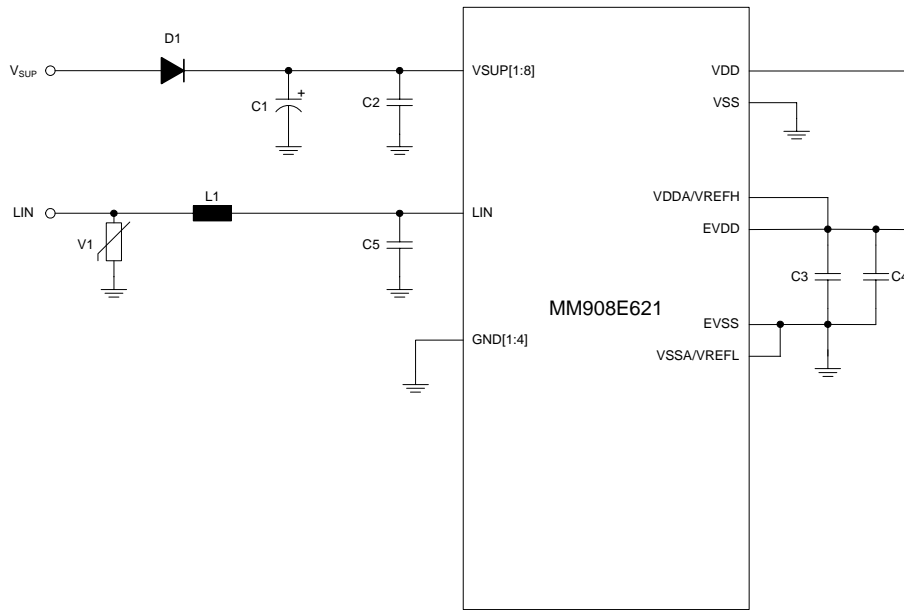 D1
VSUP
VSUP[1:8]
VDD
+
C1
C2
VSS
L1
VDDA/VREFH
LIN
LIN
EVDD
V1
C5
C3
C4
MM908E621
EVSS
GND[1:4]
VSSA/VREFL